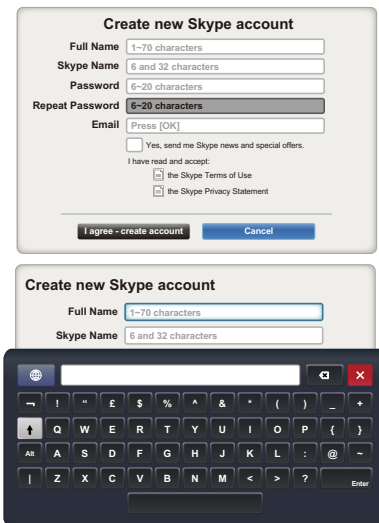 Create new Skype account
Full Name 1~70 characters
Skype Name 6 and 32 characters
Password 6~20 characters
Repeat Password 6~20 characters
Email Press [OK]
Yes, send me Skype news and special offers.
I have read and accept:
the Skype Terms of Use
the Skype Privacy Statement
I agree - create account Cancel
Create new Skype account
Full Name 1~70 characters
Skype Name 6 and 32 characters
¬ ! " £ $ % ^ & * ( ) _ +
Q W E R T Y U I O P { }
Alt A S D F G H J K L : @ ~
| Z X C V B N M < > ? Enter